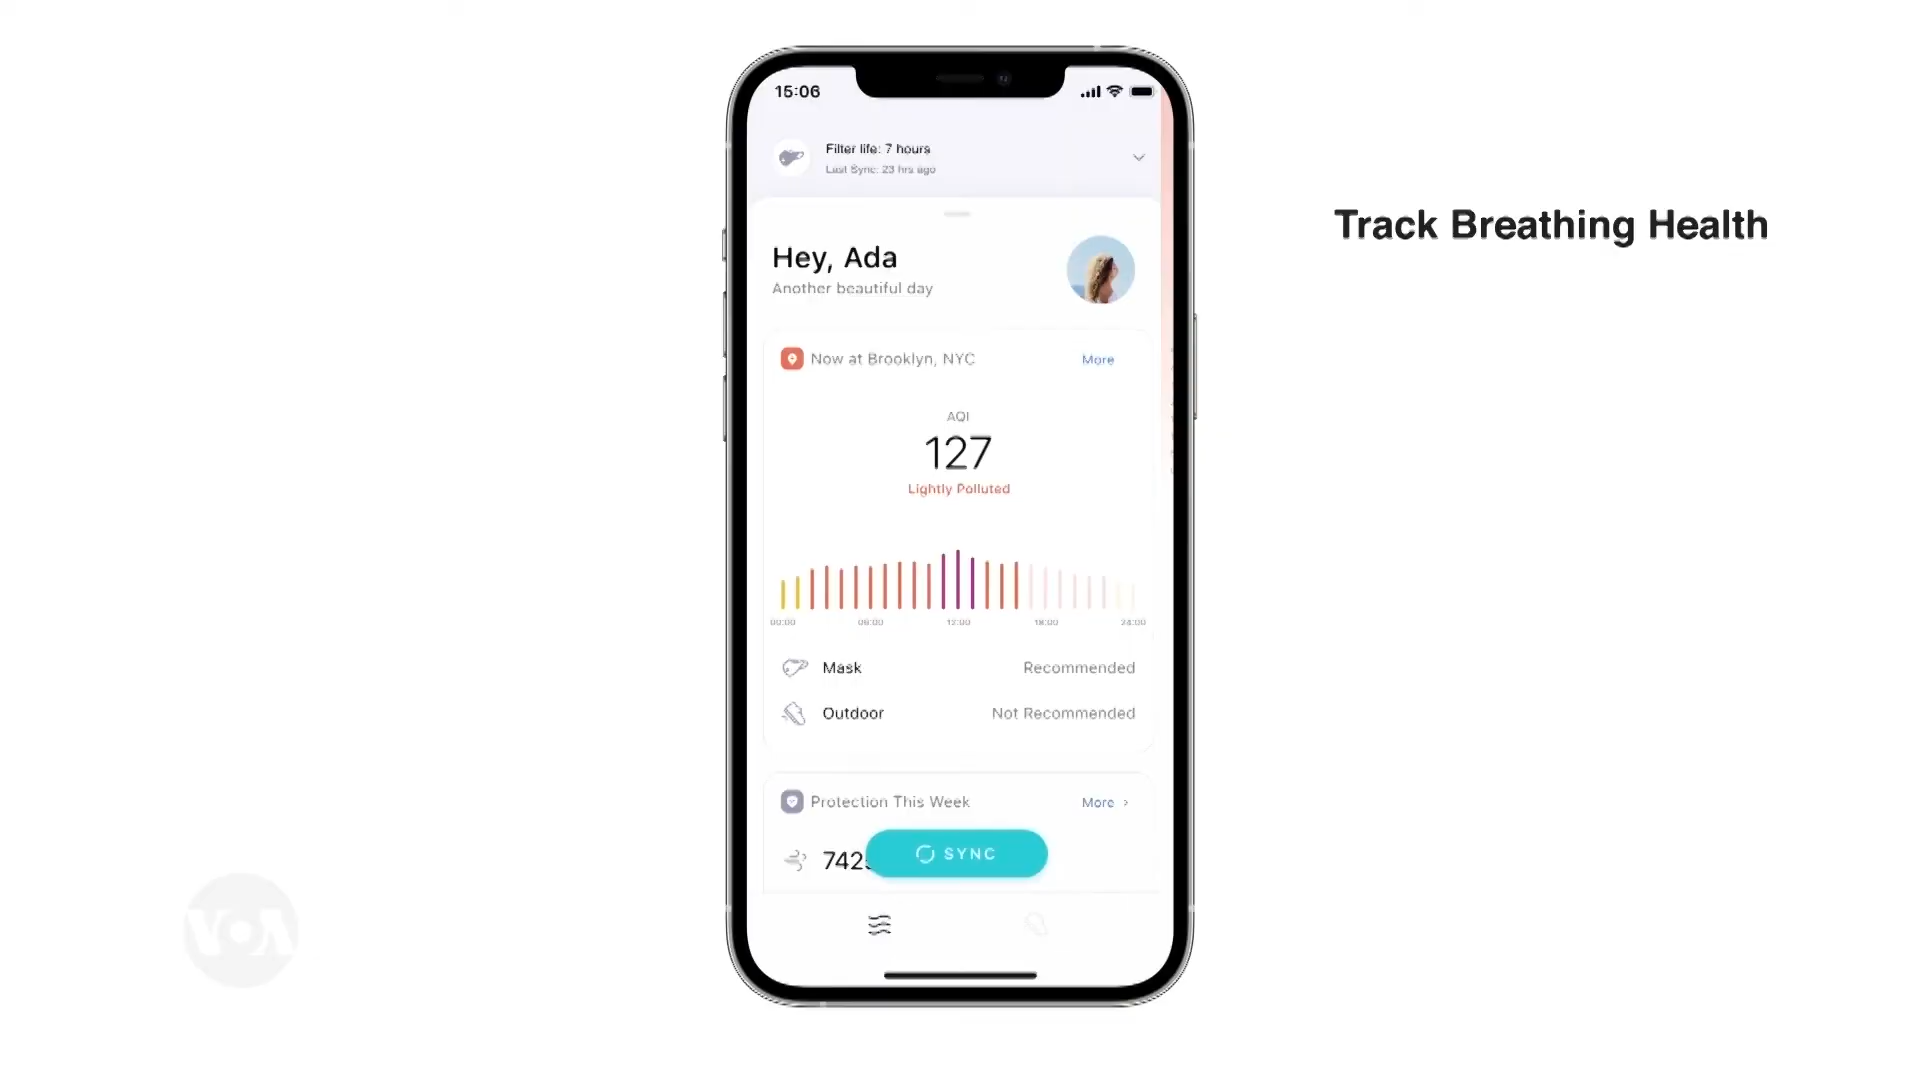 15:06
Filter life: 7 hours
Last Sync: 23 hrs ago
Track Breathing Health
Hey, Ada
Another beautiful day
Now at Brooklyn, NYC
More
AQI
127
Lightly Polluted
00:00 06:00 12:00 18:00 24:00
Mask
Recommended
Outdoor
Not Recommended
Protection This Week
More
SYNC
VOA